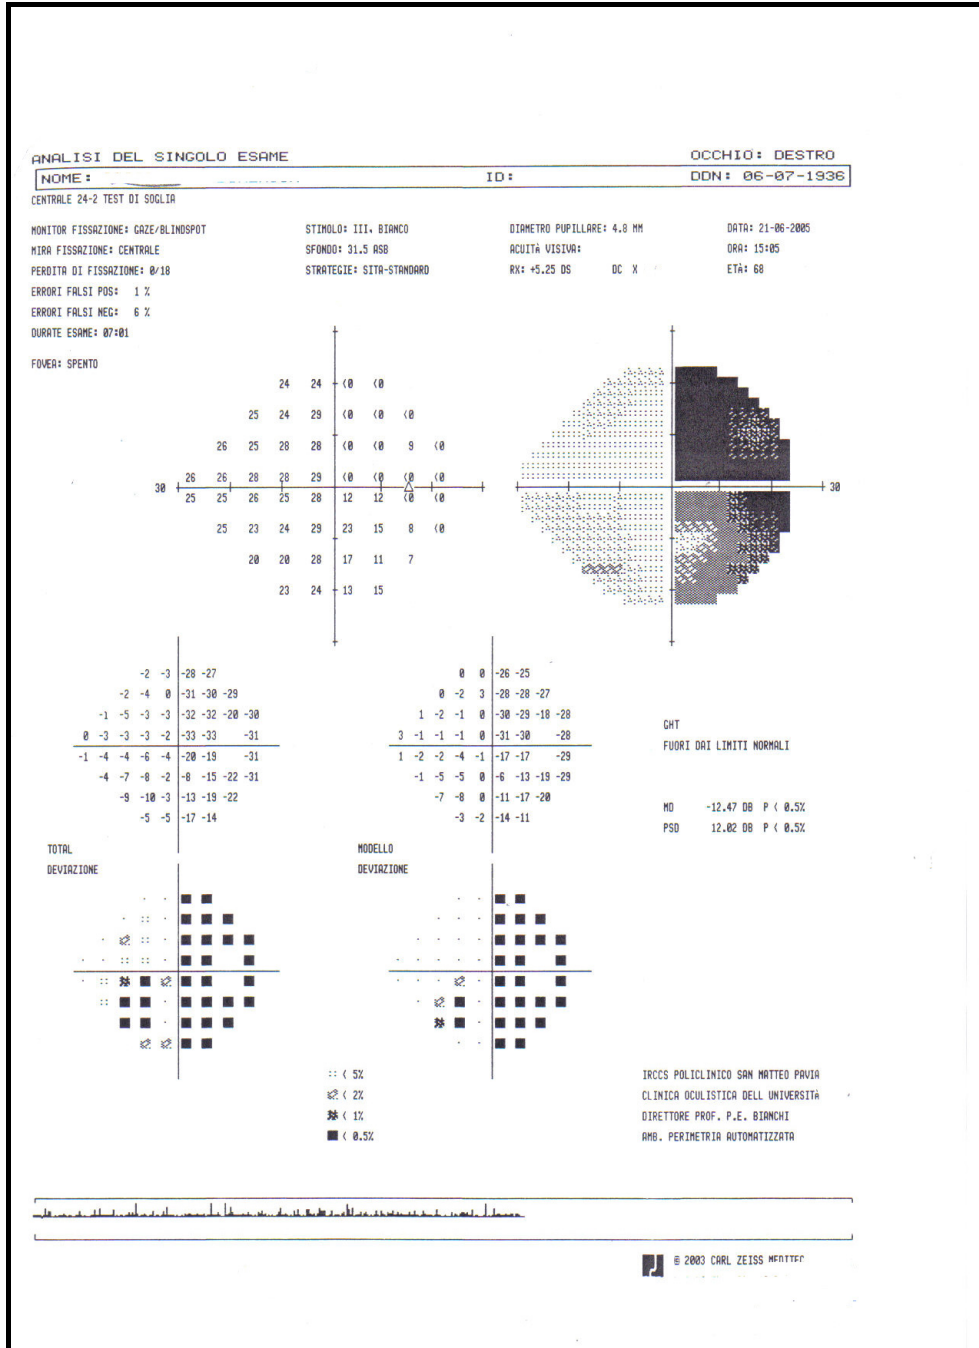 ANALISI DEL SINGOLO ESAME OCCHIO: DESTRO
NOME: ID: DDN: 06-07-1936
CENTRALE 24-2 TEST DI SOGLIA
MONITOR FISSAZIONE: GAZE/BLINDSPOT STIMOLO: III, BIANCO DIAMETRO PUPILLARE: 4.8 MM DATA: 21-06-2005
MIRA FISSAZIONE: CENTRALE SFONDO: 31.5 ASB ACUITÀ VISIVA: ORA: 15:05
PERDITA DI FISSAZIONE: 0/18 STRATEGIE: SITA-STANDARD RX: +5.25 DS DC X ETÀ: 68
ERRORI FALSI POS: 1 %
ERRORI FALSI NEG: 6 %
DURATE ESAME: 07:01
FOVEA: SPENTO
24 24 <0 <0
25 24 29 <0 <0 <0
26 25 28 28 <0 <0 9 <0
26 26 28 28 29 <0 <0 <0 <0
30 30
25 25 26 25 28 12 12 <0 <0
25 23 24 29 23 15 8 <0
20 20 28 17 11 7
23 24 13 15
-2 -3 -28 -27 0 0 -26 -25
-2 -4 0 -31 -30 -29 0 -2 3 -28 -28 -27
-1 -5 -3 -3 -32 -32 -20 -30 1 -2 -1 0 -30 -29 -18 -28
0 -3 -3 -3 -2 -33 -33 -31 3 -1 -1 -1 0 -31 -30 -28
-1 -4 -4 -6 -4 -20 -19 -31 1 -2 -2 -4 -1 -17 -17 -29
-4 -7 -8 -2 -8 -15 -22 -31 -1 -5 -5 0 -6 -13 -19 -29
-9 -10 -3 -13 -19 -22 -7 -8 0 -11 -17 -20
-5 -5 -17 -14 -3 -2 -14 -11
GHT
FUORI DAI LIMITI NORMALI
MD -12.47 DB P < 0.5%
PSD 12.02 DB P < 0.5%
TOTAL MODELLO
DEVIAZIONE DEVIAZIONE
< 5%
< 2%
< 1%
< 0.5%
IRCCS POLICLINICO SAN MATTEO PAVIA
CLINICA OCULISTICA DELL UNIVERSITÀ
DIRETTORE PROF. P.E. BIANCHI
AMB. PERIMETRIA AUTOMATIZZATA
© 2003 CARL ZEISS MEDITEC